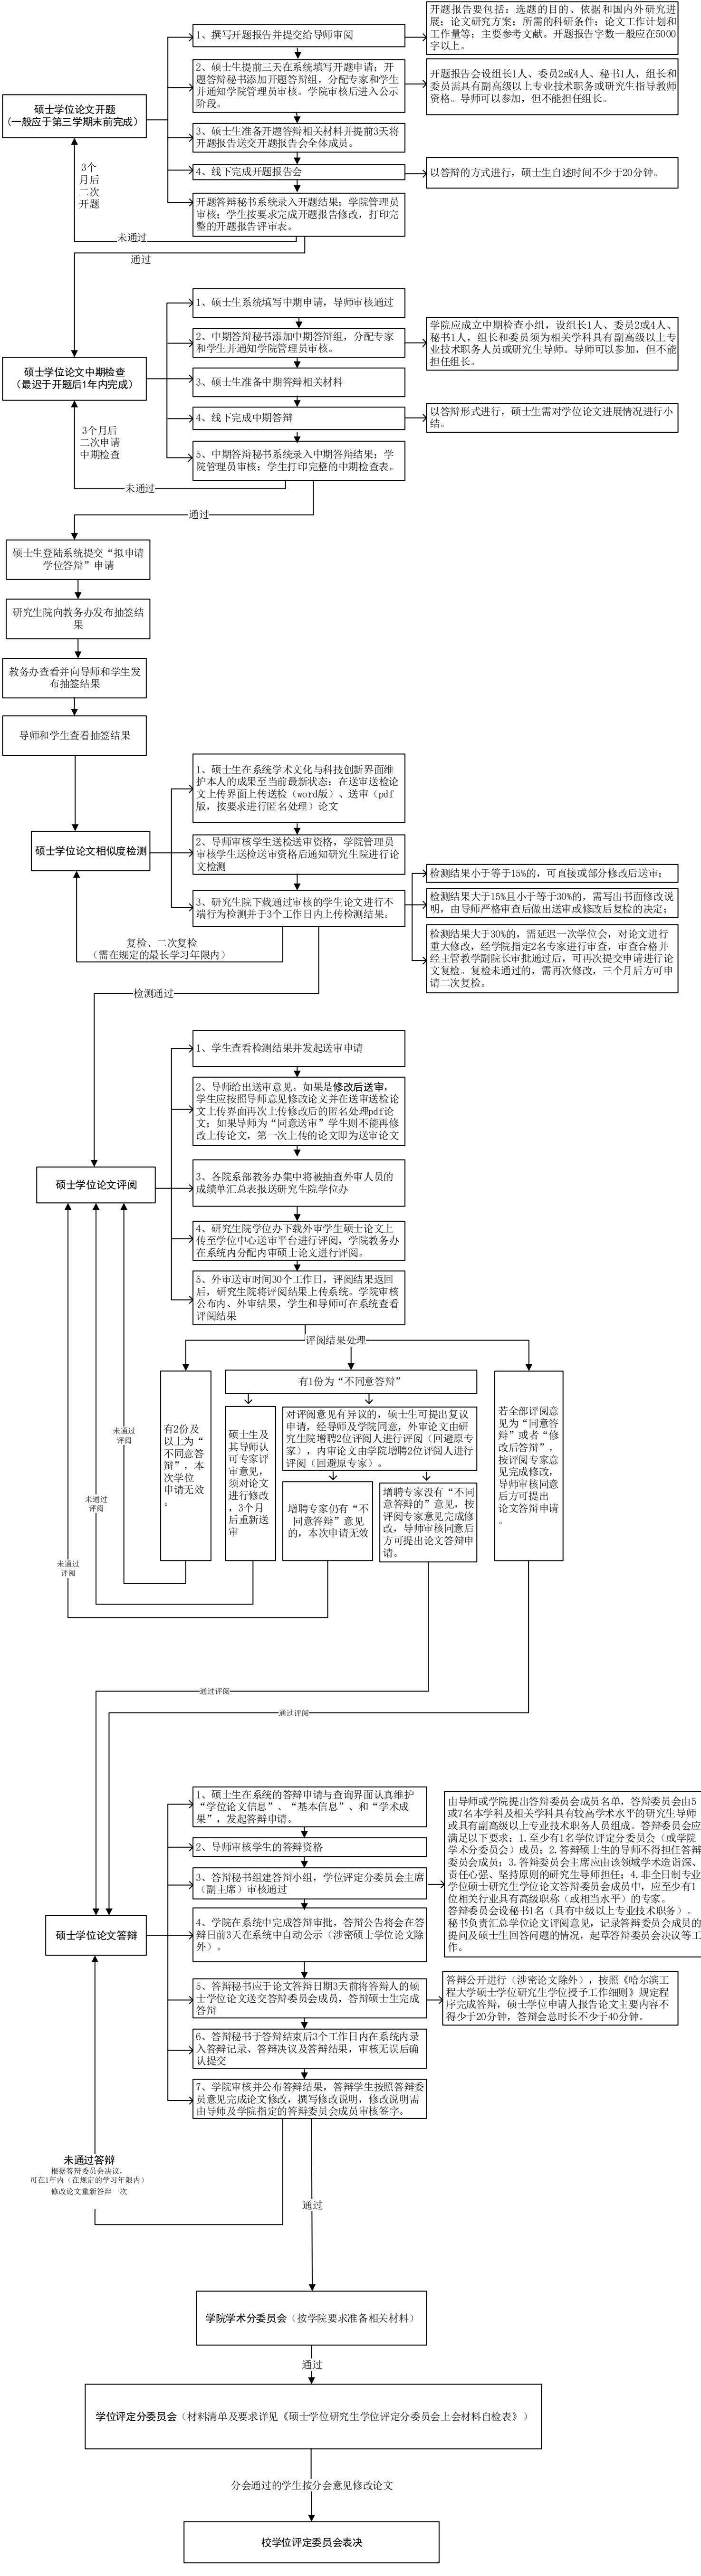 1、撰写开题报告并提交给导师审阅
开题报告要包括：选题的目的、依据和国内外研究进
展；论文研究方案；所需的科研条件；论文工作计划和
工作量等；主要参考文献。开题报告字数一般应在5000
字以上。
2、硕士生提前三天在系统填写开题申请；开
题答辩秘书添加开题答辩组，分配专家和学生
并通知学院管理员审核。学院审核后进入公示
阶段。
开题报告会设组长1人、委员2或4人、秘书1人，组长和
委员需具有副高级以上专业技术职务或研究生指导教师
资格。导师可以参加，但不能担任组长。
硕士学位论文开题
（一般应于第三学期末前完成）
3、硕士生准备开题答辩相关材料并提前3天将
开题报告送交开题报告会全体成员。
4、线下完成开题报告会
以答辩的方式进行，硕士生自述时间不少于20分钟。
3个
月后
二次
开题
开题答辩秘书系统录入开题结果；学院管理员
审核；学生按要求完成开题报告修改，打印完
整的开题报告评审表。
未通过
通过
1、硕士生系统填写中期申请，导师审核通过
2、中期答辩秘书添加中期答辩组，分配专家
和学生并通知学院管理员审核。
学院应成立中期检查小组，设组长1人、委员2或4人、
秘书1人，组长和委员须为相关学科具有副高级以上专
业技术职务人员或研究生导师。导师可以参加，但不能
担任组长。
硕士学位论文中期检查
（最迟于开题后1年内完成）
3、硕士生准备中期答辩相关材料
4、线下完成中期答辩
以答辩形式进行，硕士生需对学位论文进展情况进行小
结。
3个月后
二次申请
中期检查
5、中期答辩秘书系统录入中期答辩结果；学
院管理员审核；学生打印完整的中期检查表。
未通过
通过
硕士生登陆系统提交“拟申请
学位答辩”申请
研究生院向教务办发布抽签结
果
教务办查看并向导师和学生发
布抽签结果
导师和学生查看抽签结果
1、硕士生在系统学术文化与科技创新界面维
护本人的成果至当前最新状态；在送审送检论
文上传界面上传送检（word版）、送审（pdf
版，按要求进行匿名处理）论文
硕士学位论文相似度检测
2、导师审核学生送检送审资格，学院管理员
审核学生送检送审资格后通知研究生院进行论
文检测
3、研究生院下载通过审核的学生论文进行不
端行为检测并于3个工作日内上传检测结果。
检测结果小于等于15%的，可直接或部分修改后送审；
检测结果大于15%且小于等于30%的，需写出书面修改说
明，由导师严格审查后做出送审或修改后复检的决定；
检测结果大于30%的，需延迟一次学位会，对论文进行
重大修改，经学院指定2名专家进行审查，审查合格并
经主管教学副院长审批通过后，可再次提交申请进行论
文复检。复检未通过的，需再次修改，三个月后方可申
请二次复检。
复检、二次复检
（需在规定的最长学习年限内）
检测通过
1、学生查看检测结果并发起送审申请
2、导师给出送审意见。如果是修改后送审，
学生应按照导师意见修改论文并在送审送检论
文上传界面再次上传修改后的匿名处理pdf论
文；如果导师为“同意送审”学生则不能再修
改上传论文，第一次上传的论文即为送审论文
硕士学位论文评阅
3、各院系部教务办集中将被抽查外审人员的
成绩单汇总表报送研究生院学位办
4、研究生院学位办下载外审学生硕士论文上
传至学位中心送审平台进行评阅，学院教务办
在系统内分配内审硕士论文进行评阅。
5、外审送审时间30个工作日，评阅结果返回
后，研究生院将评阅结果上传系统。学院审核
公布内、外审结果，学生和导师可在系统查看
评阅结果
评阅结果处理
有2份及
以上为“
不同意答
辩”，本
次学位
申请无效
。
有1份为“不同意答辩”
硕士生及
其导师认
可专家评
审意见，
须对论文
进行修改
，3个月
后重新送
审
对评阅意见有异议的，硕士生可提出复议
申请，经导师及学院同意，外审论文由研
究生院增聘2位评阅人进行评阅（回避原专
家），内审论文由学院增聘2位评阅人进行
评阅（回避原专家）。
增聘专家仍有“不
同意答辩”意见
的，本次申请无效
增聘专家没有“不同
意答辩的”意见，按
评阅专家意见完成修
改，导师审核同意后
方可提出论文答辩申
请。
若全部评阅意
见为“同意答
辩”或者“修
改后答辩”，
按评阅专家意
见完成修改，
导师审核同意
后方可提出
论文答辩申请
。
未通过
评阅
未通过
评阅
未通过
评阅
通过评阅
通过评阅
1、硕士生在系统的答辩申请与查询界面认真维护
“学位论文信息”、“基本信息”、和“学术成
果”，发起答辩申请。
2、导师审核学生的答辩资格
3、答辩秘书组建答辩小组，学位评定分委员会主席
（副主席）审核通过
由导师或学院提出答辩委员会成员名单，答辩委员会由5
或7名本学科及相关学科具有较高学术水平的研究生导师
或具有副高级以上专业技术职务人员组成。答辩委员会应
满足以下要求：1.至少有1名学位评定分委员会（或学院
学术分委员会）成员；2.答辩硕士生的导师不得担任答辩
委员会成员；3.答辩委员会主席应由该领域学术造诣深、
责任心强、坚持原则的研究生导师担任；4.非全日制专业
学位硕士研究生学位论文答辩委员会成员中，应至少有1
位相关行业具有高级职称（或相当水平）的专家。
答辩委员会设秘书1名（具有中级以上专业技术职务）。
秘书负责汇总学位论文评阅意见，记录答辩委员会成员的
提问及硕士生回答问题的情况，起草答辩委员会决议等工
作。
硕士学位论文答辩
4、学院在系统中完成答辩审批，答辩公告将会在答
辩日前3天在系统中自动公示（涉密硕士学位论文除
外）。
5、答辩秘书应于论文答辩日期3天前将答辩人的硕
士学位论文送交答辩委员会成员，答辩硕士生完成
答辩
答辩公开进行（涉密论文除外），按照《哈尔滨工
程大学硕士学位研究生学位授予工作细则》规定程
序完成答辩，硕士学位申请人报告论文主要内容不
得少于20分钟，答辩会总时长不少于40分钟。
6、答辩秘书于答辩结束后3个工作日内在系统内录
入答辩记录、答辩决议及答辩结果，审核无误后确
认提交
7、学院审核并公布答辩结果，答辩学生按照答辩委
员意见完成论文修改，撰写修改说明，修改说明需
由导师及学院指定的答辩委员会成员审核签字。
未通过答辩
根据答辩委员会决议，
可在1年内（在规定的学习年限内）
修改论文重新答辩一次
通过
学院学术分委员会（按学院要求准备相关材料）
通过
学位评定分委员会（材料清单及要求详见《硕士学位研究生学位评定分委员会上会材料自检表》）
分会通过的学生按分会意见修改论文
校学位评定委员会表决